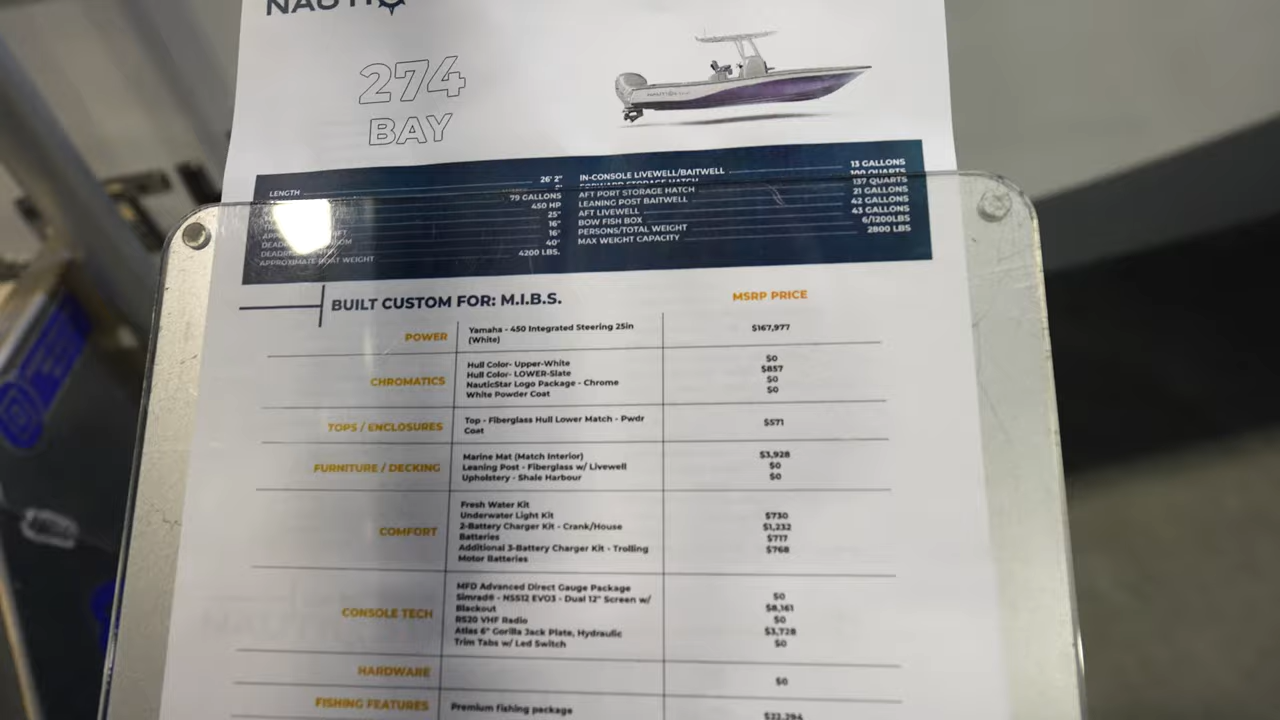 274
BAY
LENGTH 26' 2"
79 GALLONS
450 HP
25"
16"
16"
40"
APPROXIMATE BOAT WEIGHT 4200 LBS.
IN-CONSOLE LIVEWELL/BAITWELL 13 GALLONS
FORWARD STORAGE HATCH 100 QUARTS
AFT PORT STORAGE HATCH 137 QUARTS
LEANING POST BAITWELL 21 GALLONS
AFT LIVEWELL 42 GALLONS
BOW FISH BOX 43 GALLONS
PERSONS/TOTAL WEIGHT 6/1200LBS
MAX WEIGHT CAPACITY 2800 LBS
BUILT CUSTOM FOR: M.I.B.S. MSRP PRICE
POWER
Yamaha - 450 Integrated Steering 25in
(White)
$167,977
CHROMATICS
Hull Color- Upper-White $0
Hull Color- LOWER-Slate $857
NauticStar Logo Package - Chrome $0
White Powder Coat $0
TOPS / ENCLOSURES
Top - Fiberglass Hull Lower Match - Pwdr
Coat
$571
FURNITURE / DECKING
Marine Mat (Match Interior) $3,928
Leaning Post - Fiberglass w/ Livewell $0
Upholstery - Shale Harbour $0
COMFORT
Fresh Water Kit
Underwater Light Kit $730
2-Battery Charger Kit - Crank/House $1,232
Batteries $717
Additional 3-Battery Charger Kit - Trolling $768
Motor Batteries
CONSOLE TECH
MFD Advanced Direct Gauge Package
Simrad® - NSS12 EVO3 - Dual 12" Screen w/ $0
Blackout $8,161
RS20 VHF Radio $0
Atlas 6" Gorilla Jack Plate, Hydraulic $3,728
Trim Tabs w/ Led Switch $0
HARDWARE $0
FISHING FEATURES Premium fishing package $22,294